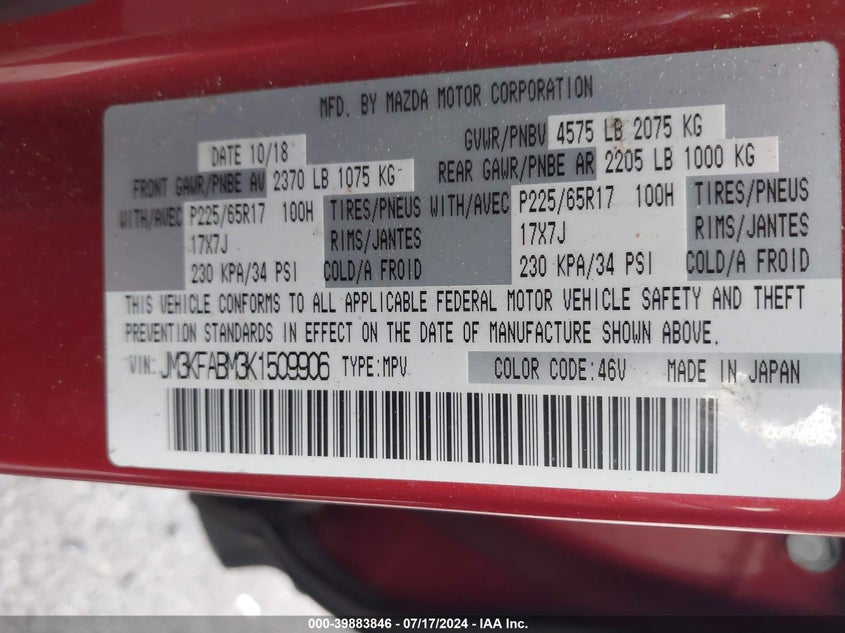 MFD. BY MAZDA MOTOR CORPORATION
DATE 10/18 GVWR/PNBV 4575 LB 2075 KG
FRONT GAWR/PNBE AV 2370 LB 1075 KG REAR GAWR/PNBE AR 2205 LB 1000 KG
WITH/AVEC P225/65R17 100H TIRES/PNEUS WITH/AVEC P225/65R17 100H TIRES/PNEUS
17X7J RIMS/JANTES 17X7J RIMS/JANTES
230 KPA/34 PSI COLD/A FROID 230 KPA/34 PSI COLD/A FROID
THIS VEHICLE CONFORMS TO ALL APPLICABLE FEDERAL MOTOR VEHICLE SAFETY AND THEFT
PREVENTION STANDARDS IN EFFECT ON THE DATE OF MANUFACTURE SHOWN ABOVE.
VIN: JM3KFABM3K1509906 TYPE:MPV COLOR CODE:46V MADE IN JAPAN
000-39883846 - 07/17/2024 - IAA Inc.